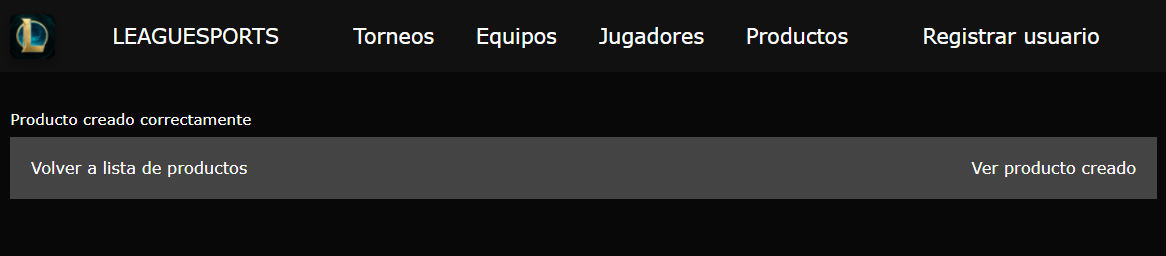 LEAGUESPORTS Torneos Equipos Jugadores Productos Registrar usuario
Producto creado correctamente
Volver a lista de productos Ver producto creado